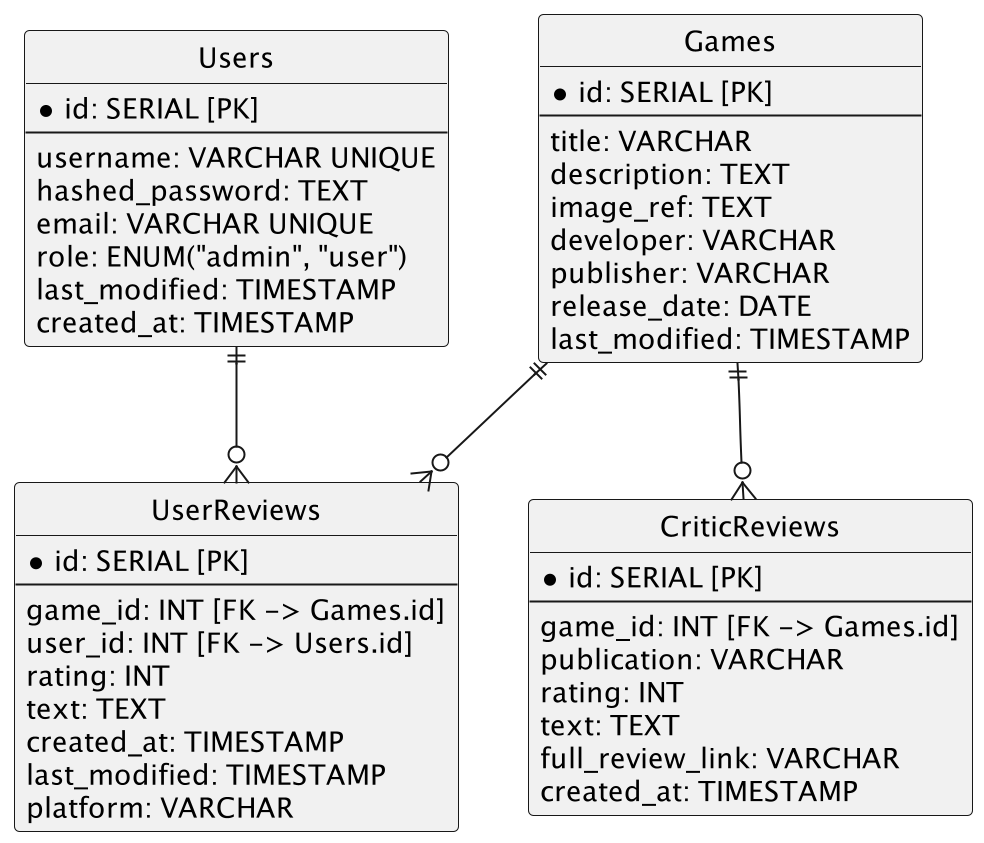 Users
id: SERIAL [PK]
username: VARCHAR UNIQUE
hashed_password: TEXT
email: VARCHAR UNIQUE
role: ENUM("admin", "user")
last_modified: TIMESTAMP
created_at: TIMESTAMP
Games
id: SERIAL [PK]
title: VARCHAR
description: TEXT
image_ref: TEXT
developer: VARCHAR
publisher: VARCHAR
release_date: DATE
last_modified: TIMESTAMP
UserReviews
id: SERIAL [PK]
game_id: INT [FK -> Games.id]
user_id: INT [FK -> Users.id]
rating: INT
text: TEXT
created_at: TIMESTAMP
last_modified: TIMESTAMP
platform: VARCHAR
CriticReviews
id: SERIAL [PK]
game_id: INT [FK -> Games.id]
publication: VARCHAR
rating: INT
text: TEXT
full_review_link: VARCHAR
created_at: TIMESTAMP